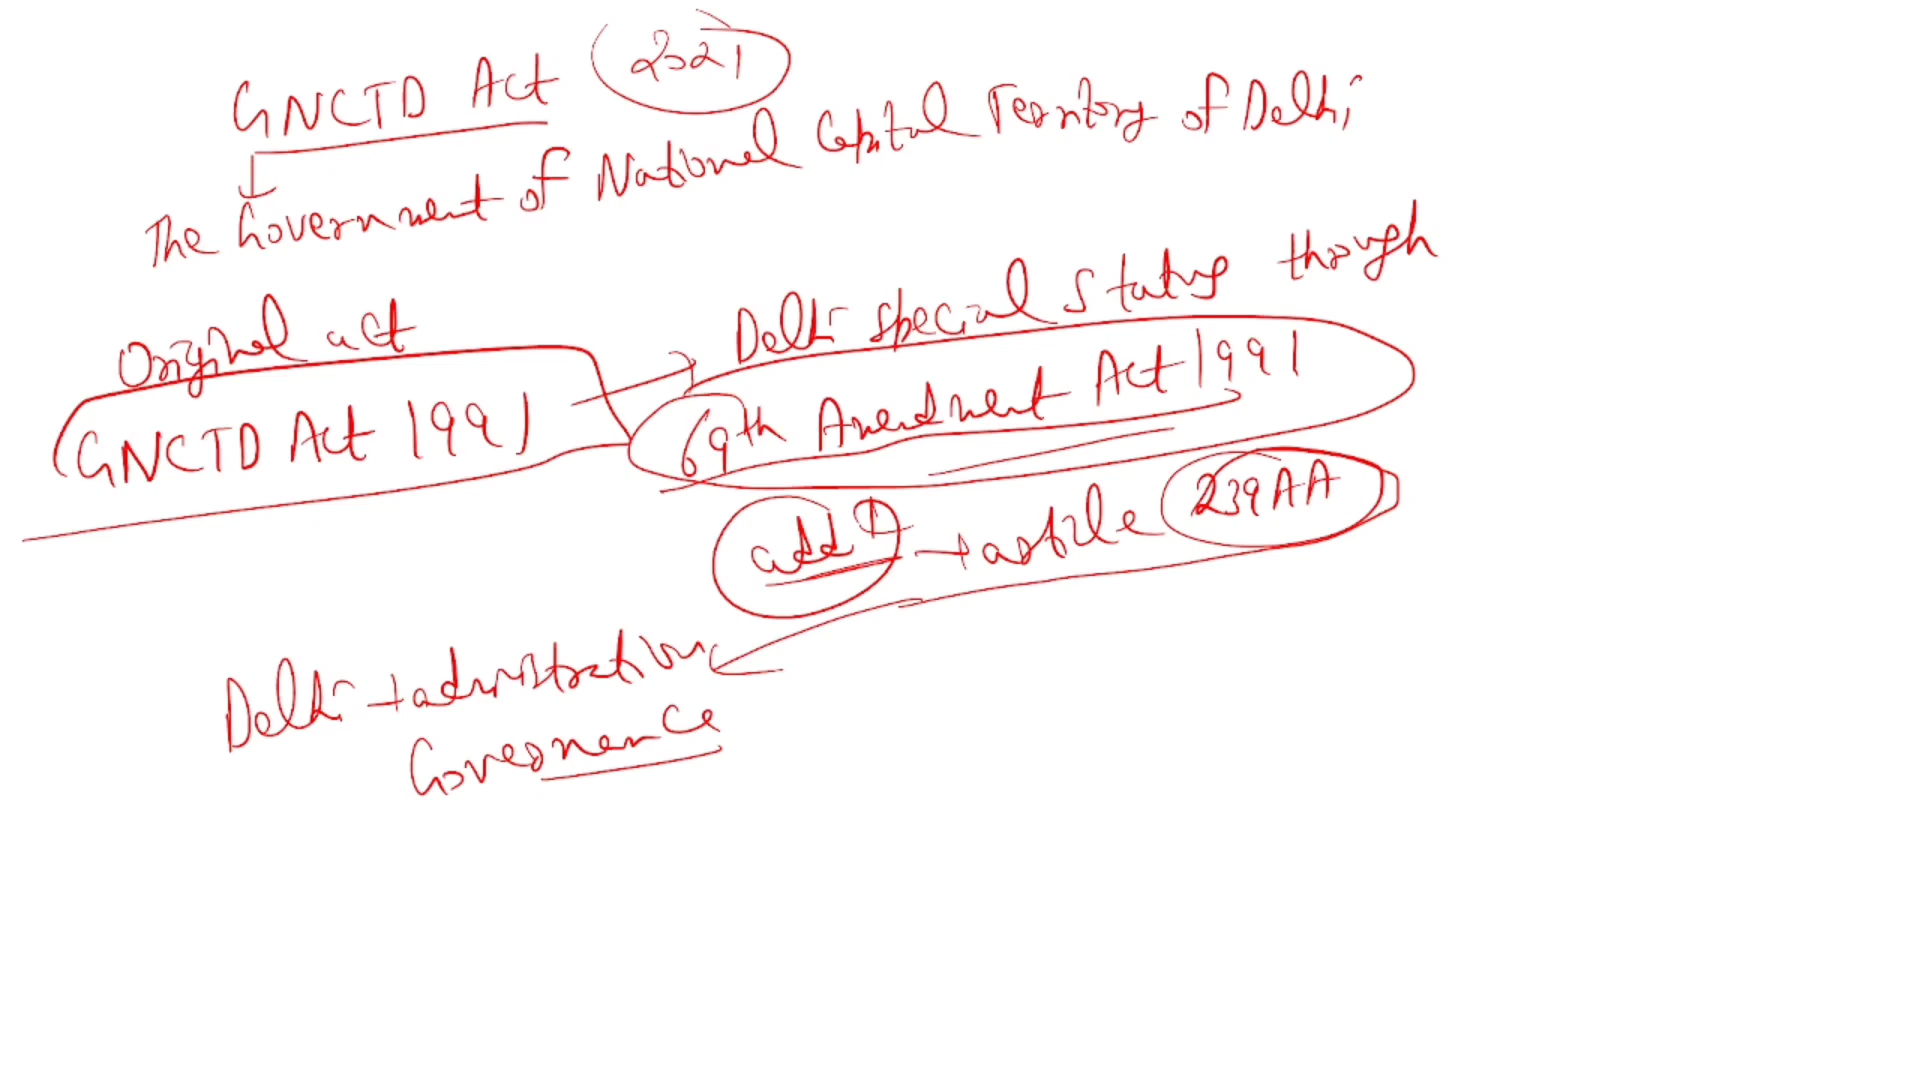 GNCTD Act 2021
The Government of National Capital Territory of Delhi
Original act
GNCTD Act 1991
Delhi special status through
69th Amendment Act 1991
add article 239AA
Delhi administration
Governence